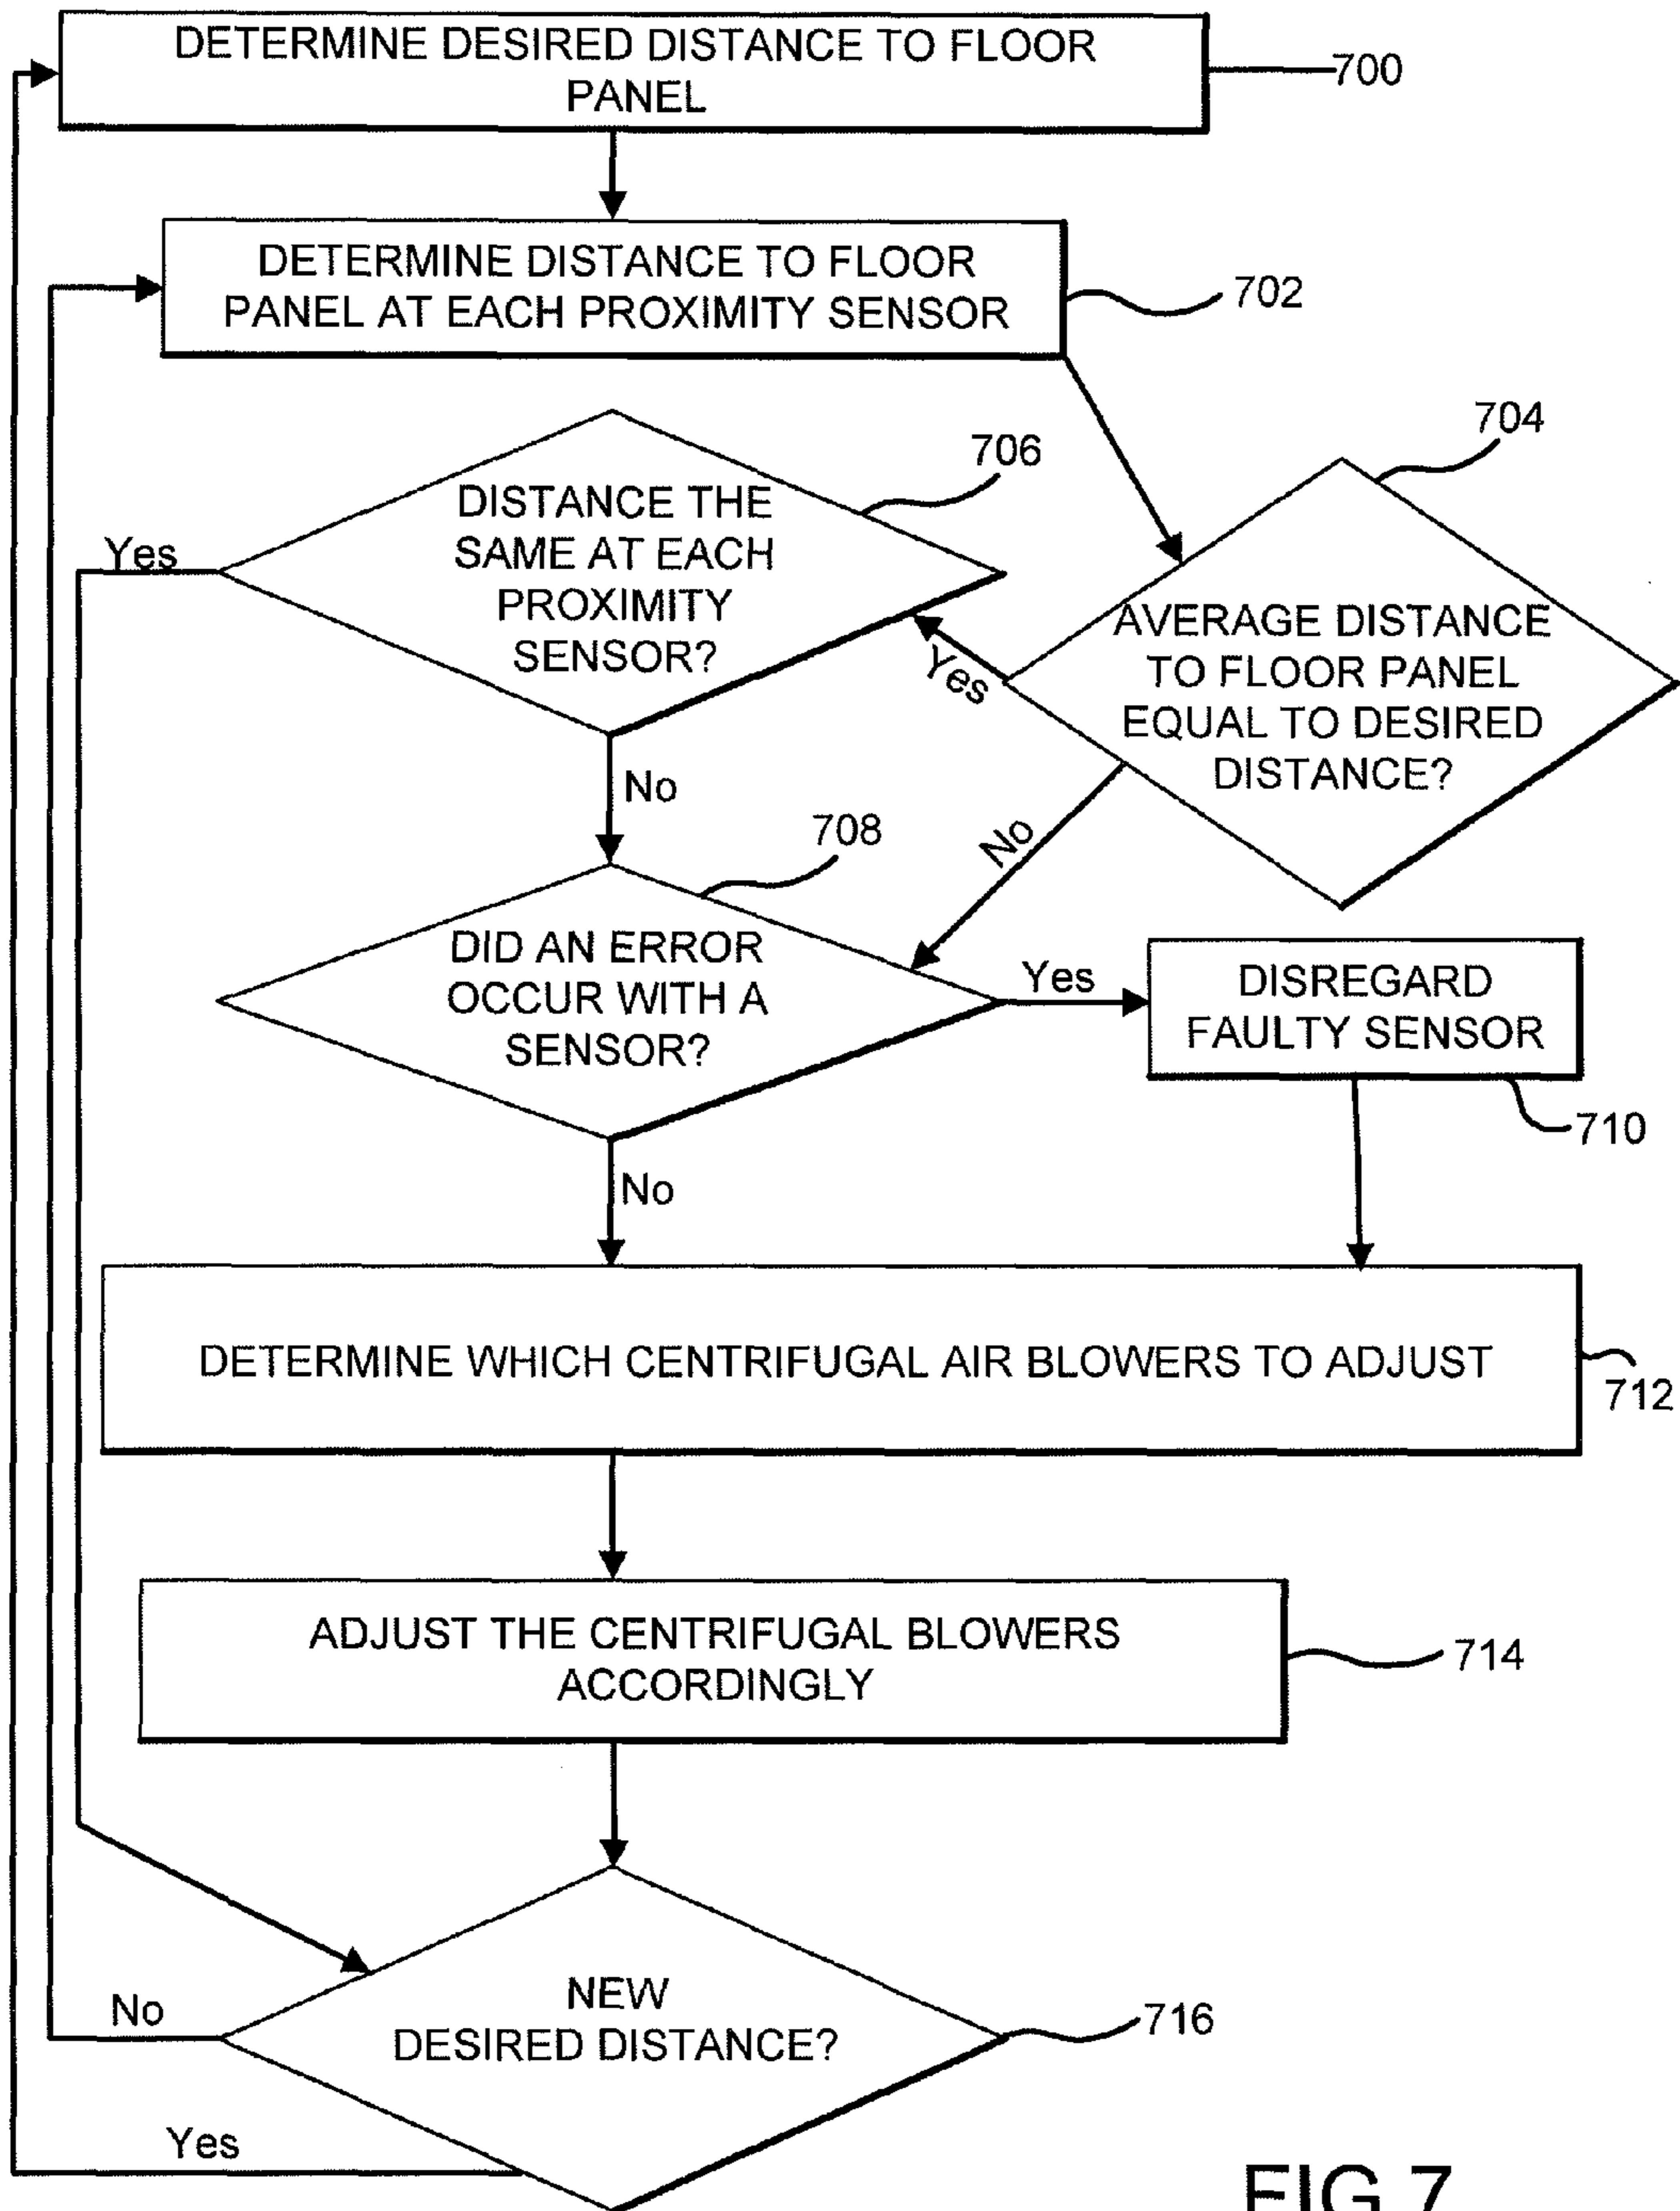 DETERMINE DESIRED DISTANCE TO FLOOR
PANEL
700
DETERMINE DISTANCE TO FLOOR
PANEL AT EACH PROXIMITY SENSOR
702
704
706
DISTANCE THE
SAME AT EACH
PROXIMITY
SENSOR?
Yes
AVERAGE DISTANCE
TO FLOOR PANEL
EQUAL TO DESIRED
DISTANCE?
Yes
No
No
708
DID AN ERROR
OCCUR WITH A
SENSOR?
Yes
DISREGARD
FAULTY SENSOR
710
No
DETERMINE WHICH CENTRIFUGAL AIR BLOWERS TO ADJUST
712
ADJUST THE CENTRIFUGAL BLOWERS
ACCORDINGLY
714
NEW
DESIRED DISTANCE?
716
No
Yes
FIG 7